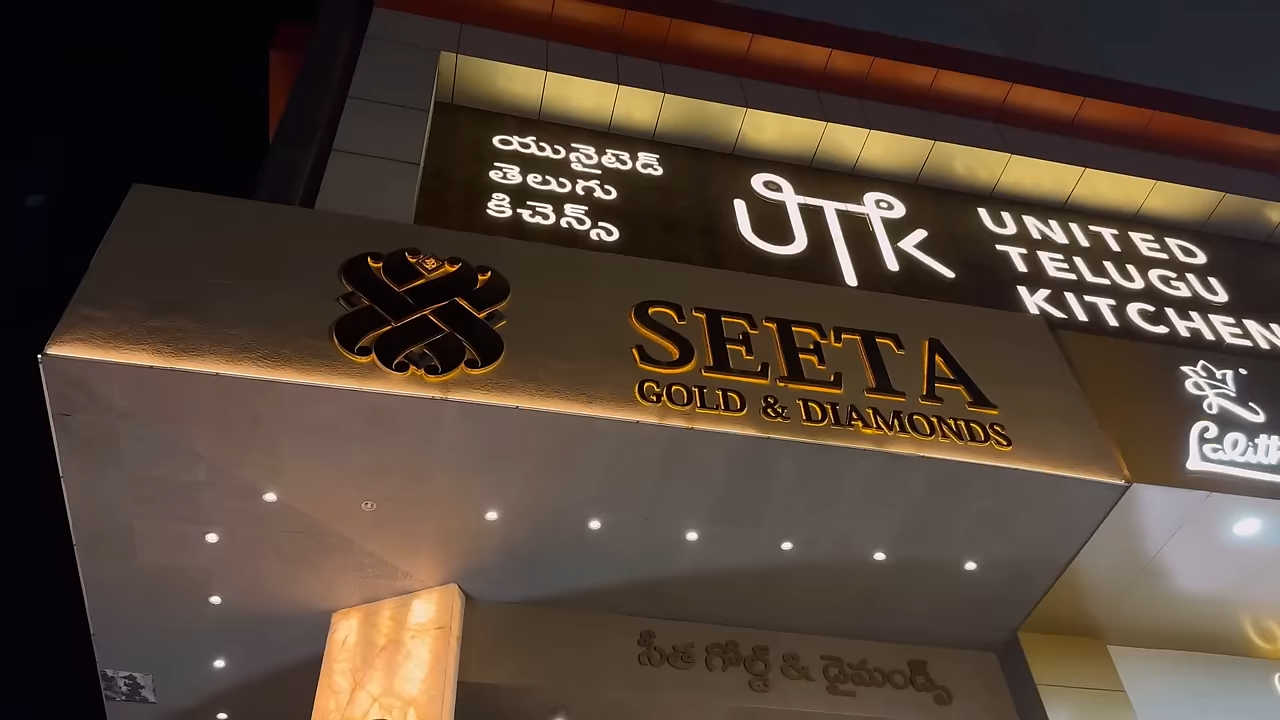 యునైటెడ్
తెలుగు
కిచెన్స్
UTK
UNITED
TELUGU
KITCHEN
SEETA
GOLD & DIAMONDS
సీత గోల్డ్ & డైమండ్స్